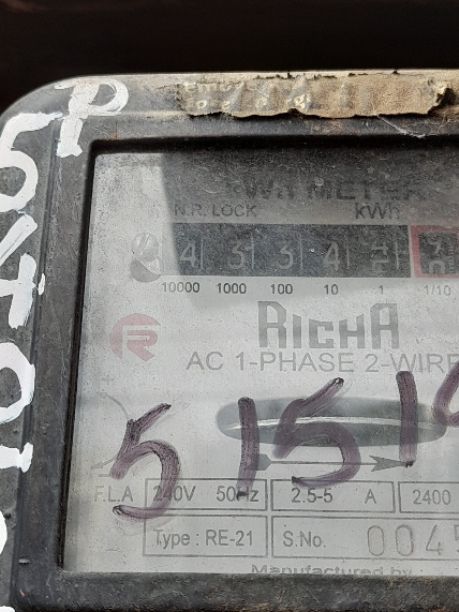 P
kWh METER
N.R. LOCK kWh
4 3 3 4
10000 1000 100 10 1 1/10
RICHA
R
AC 1-PHASE 2-WIRE
5151
F.L.A 240V 50Hz 2.5-5 A 2400
Type : RE-21 S.No. 004
Manufactured by :